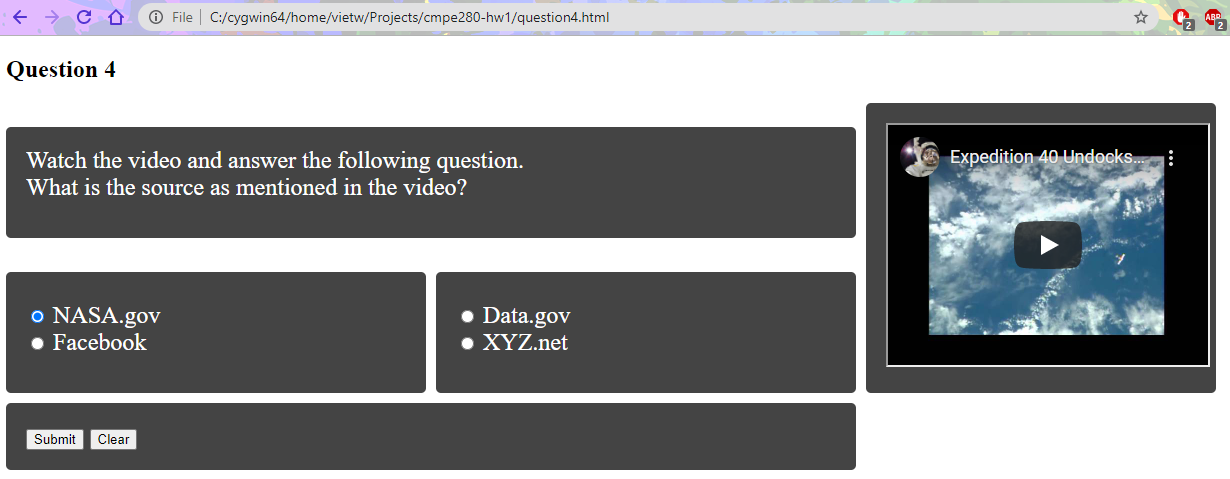 File C:/cygwin64/home/vietw/Projects/cmpe280-hw1/question4.html
2
ABP
2
Question 4
Watch the video and answer the following question.
What is the source as mentioned in the video?
Expedition 40 Undocks...
NASA.gov
Facebook
Data.gov
XYZ.net
Submit Clear